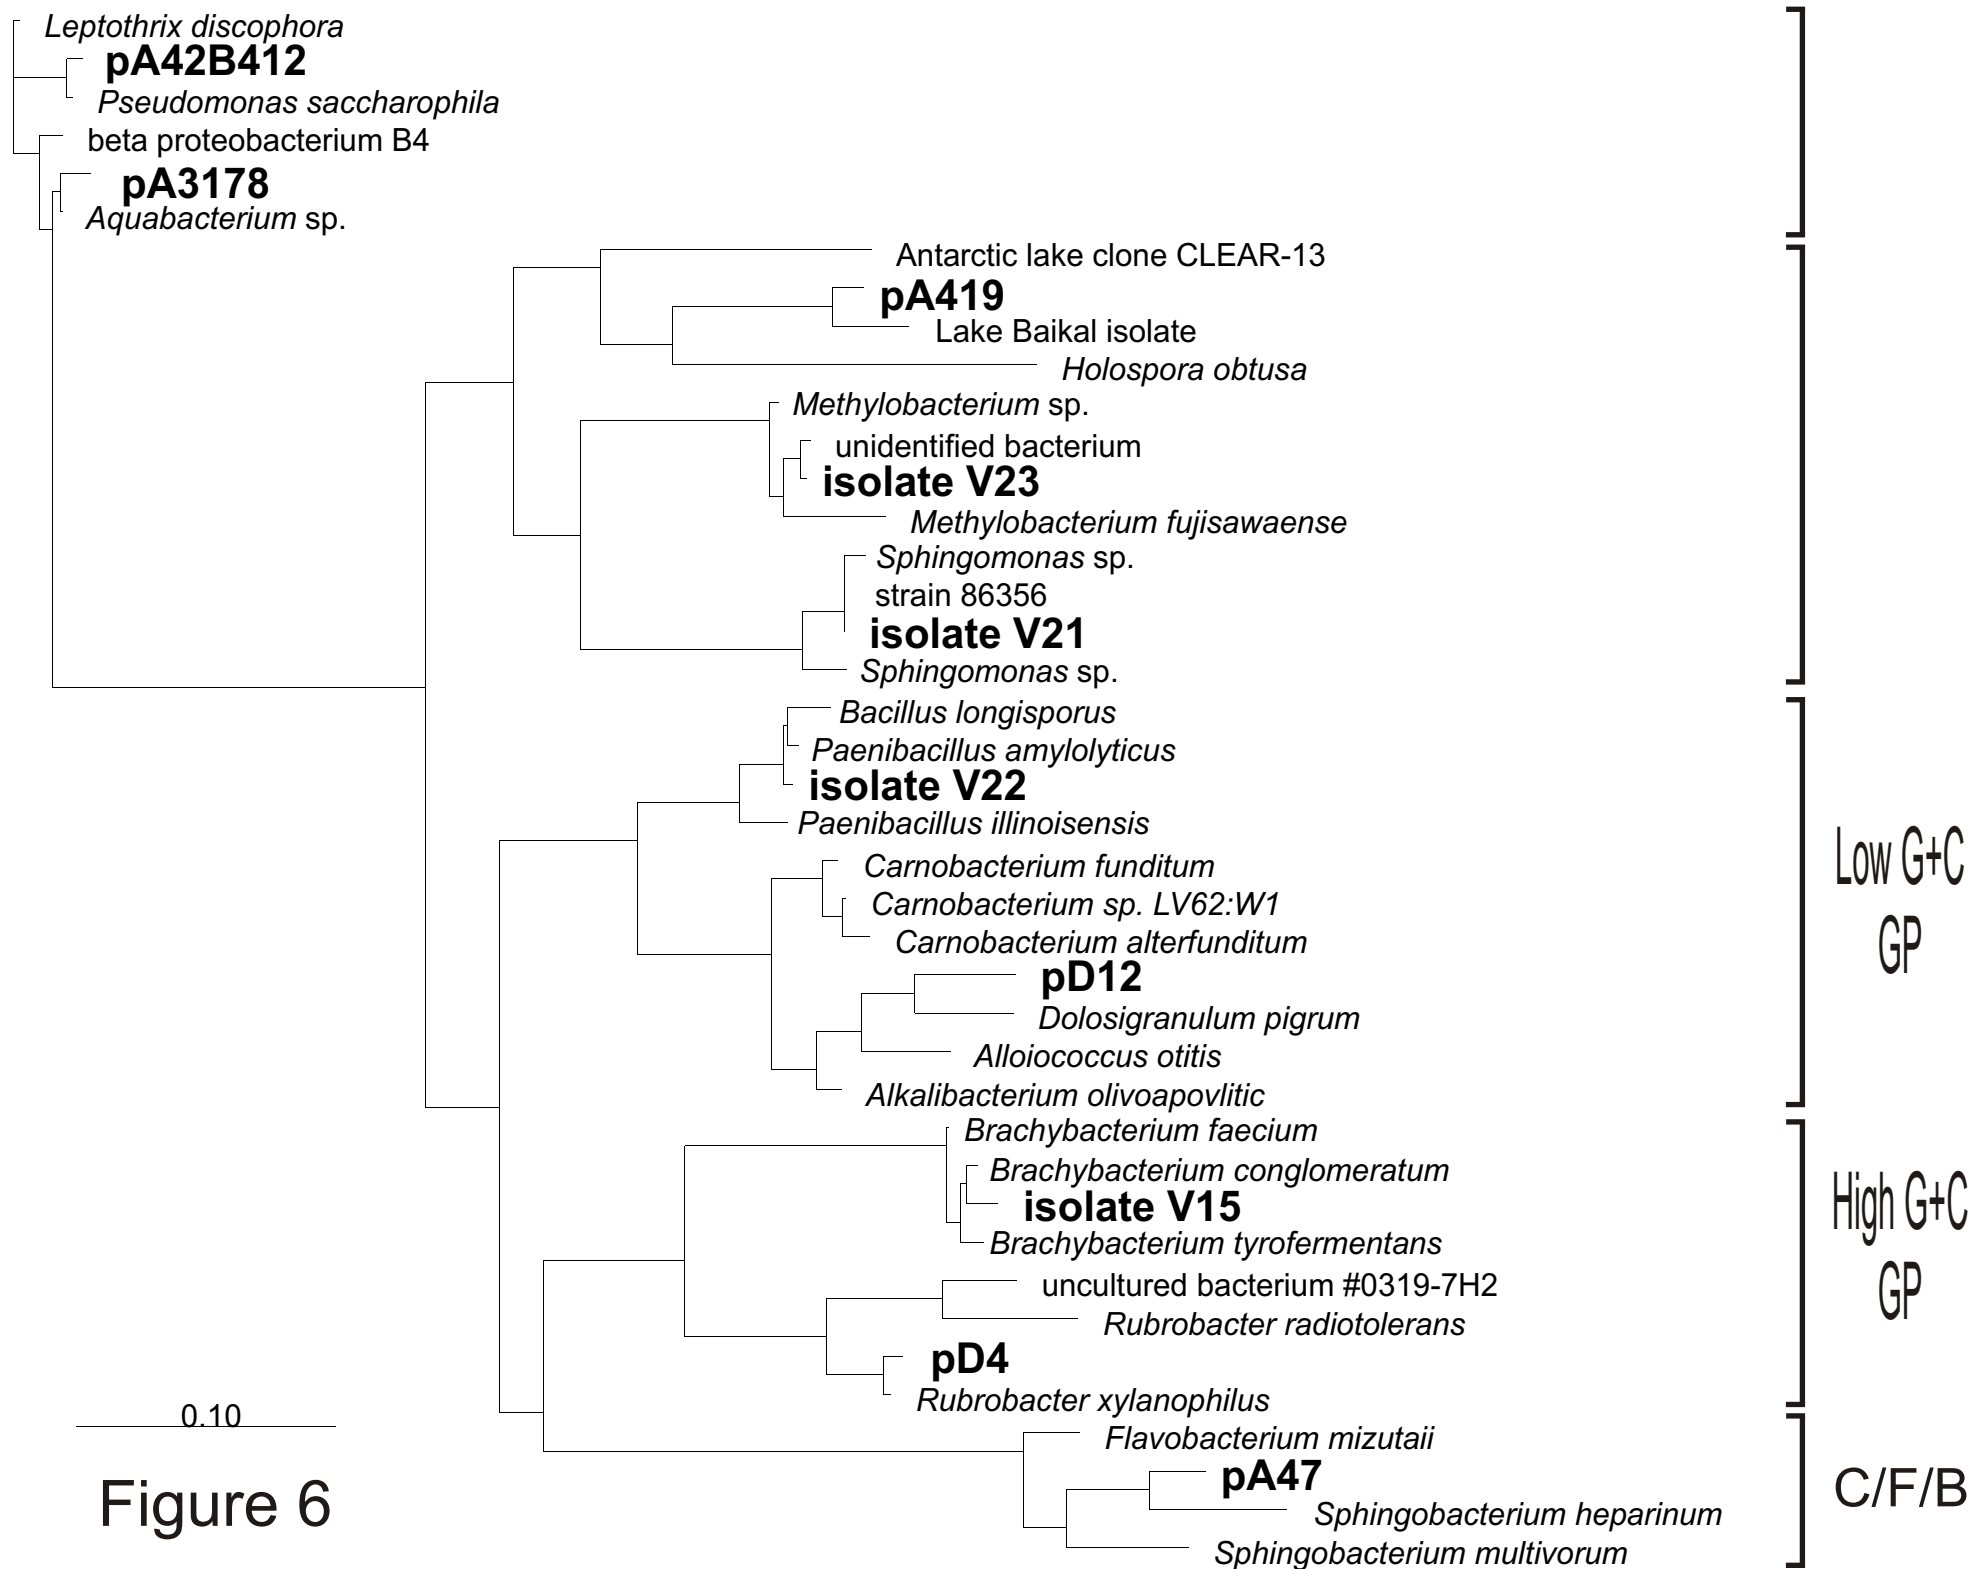 Leptothrix discophora
pA42B412
Pseudomonas saccharophila
beta proteobacterium B4
pA3178
Aquabacterium sp.
Antarctic lake clone CLEAR-13
pA419
Lake Baikal isolate
Holospora obtusa
Methylobacterium sp.
unidentified bacterium
isolate V23
Methylobacterium fujisawaense
Sphingomonas sp.
strain 86356
isolate V21
Sphingomonas sp.
Bacillus longisporus
Paenibacillus amylolyticus
isolate V22
Paenibacillus illinoisensis
Carnobacterium funditum
Carnobacterium sp. LV62:W1
Carnobacterium alterfunditum
pD12
Dolosigranulum pigrum
Alloiococcus otitis
Alkalibacterium olivoapovlitic
Low G+C
GP
Brachybacterium faecium
Brachybacterium conglomeratum
isolate V15
Brachybacterium tyrofermentans
uncultured bacterium #0319-7H2
Rubrobacter radiotolerans
pD4
Rubrobacter xylanophilus
High G+C
GP
Flavobacterium mizutaii
pA47
Sphingobacterium heparinum
Sphingobacterium multivorum
C/F/B
0.10
Figure 6